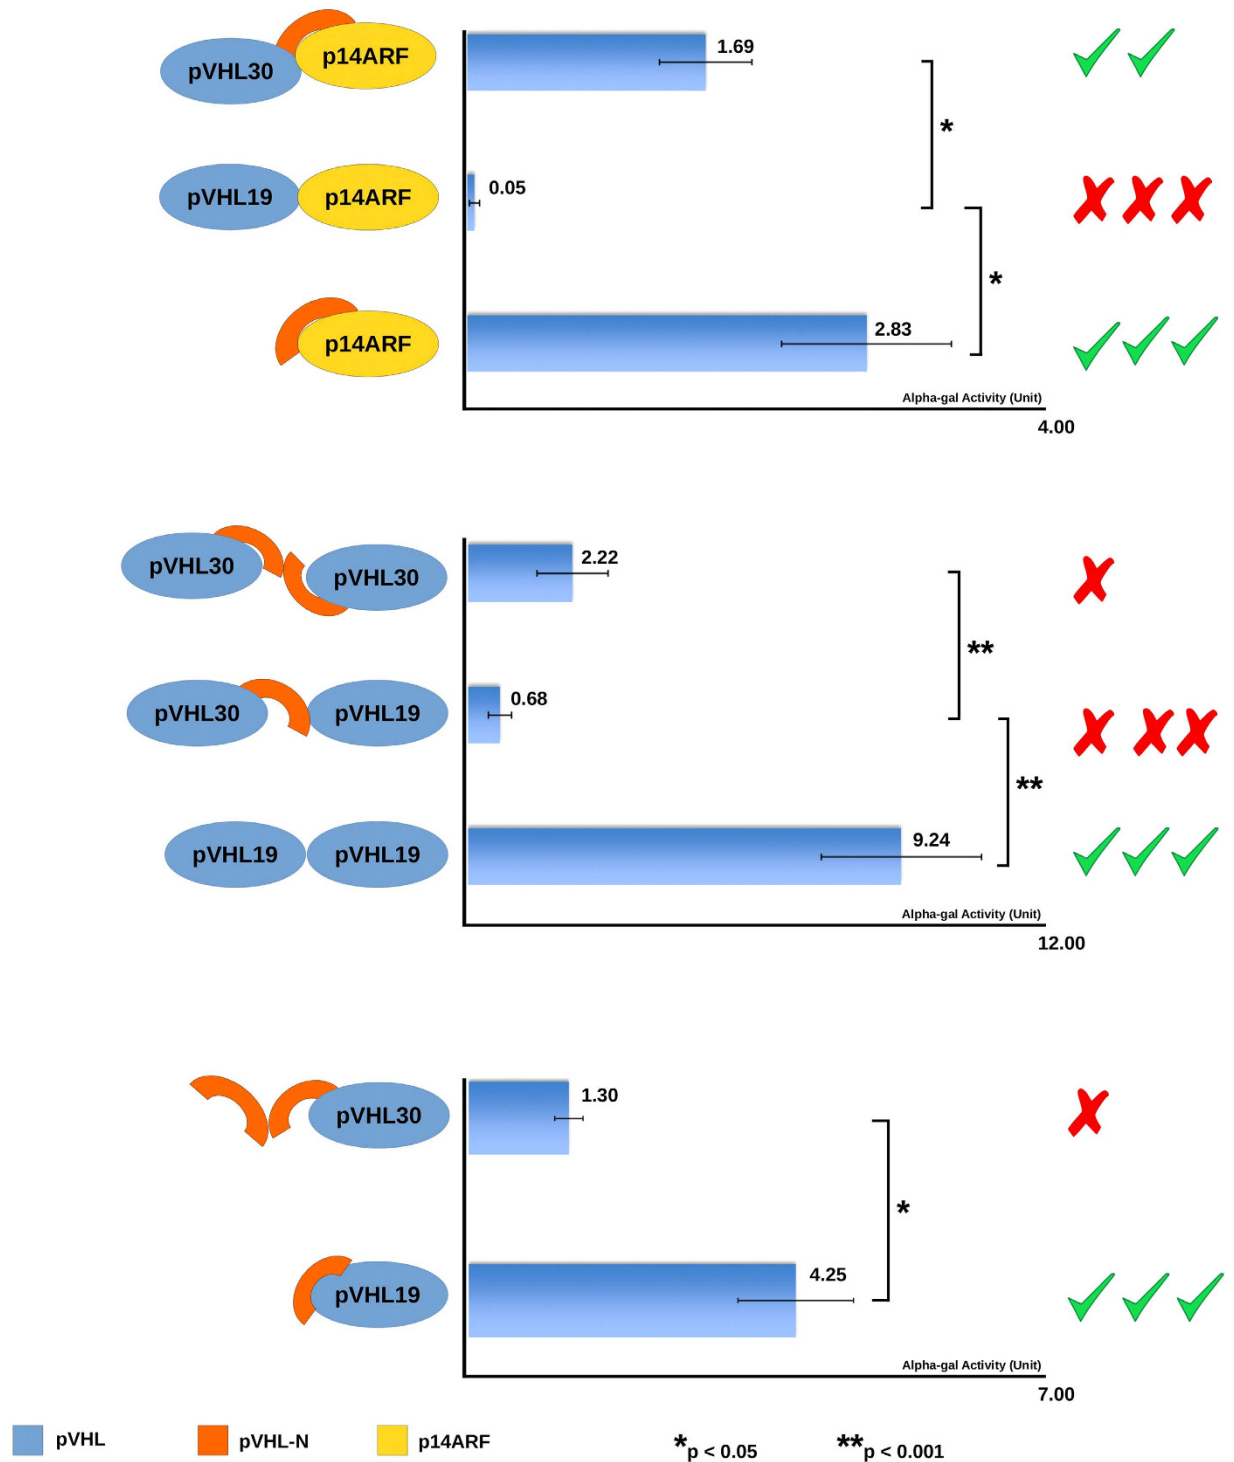 pVHL30 p14ARF 1.69
*
pVHL19 p14ARF 0.05
*
p14ARF 2.83
Alpha-gal Activity (Unit)
4.00
pVHL30 pVHL30 2.22
**
pVHL30 pVHL19 0.68
**
pVHL19 pVHL19 9.24
Alpha-gal Activity (Unit)
12.00
pVHL30 1.30
*
pVHL19 4.25
Alpha-gal Activity (Unit)
7.00
pVHL pVHL-N p14ARF *p < 0.05 **p < 0.001